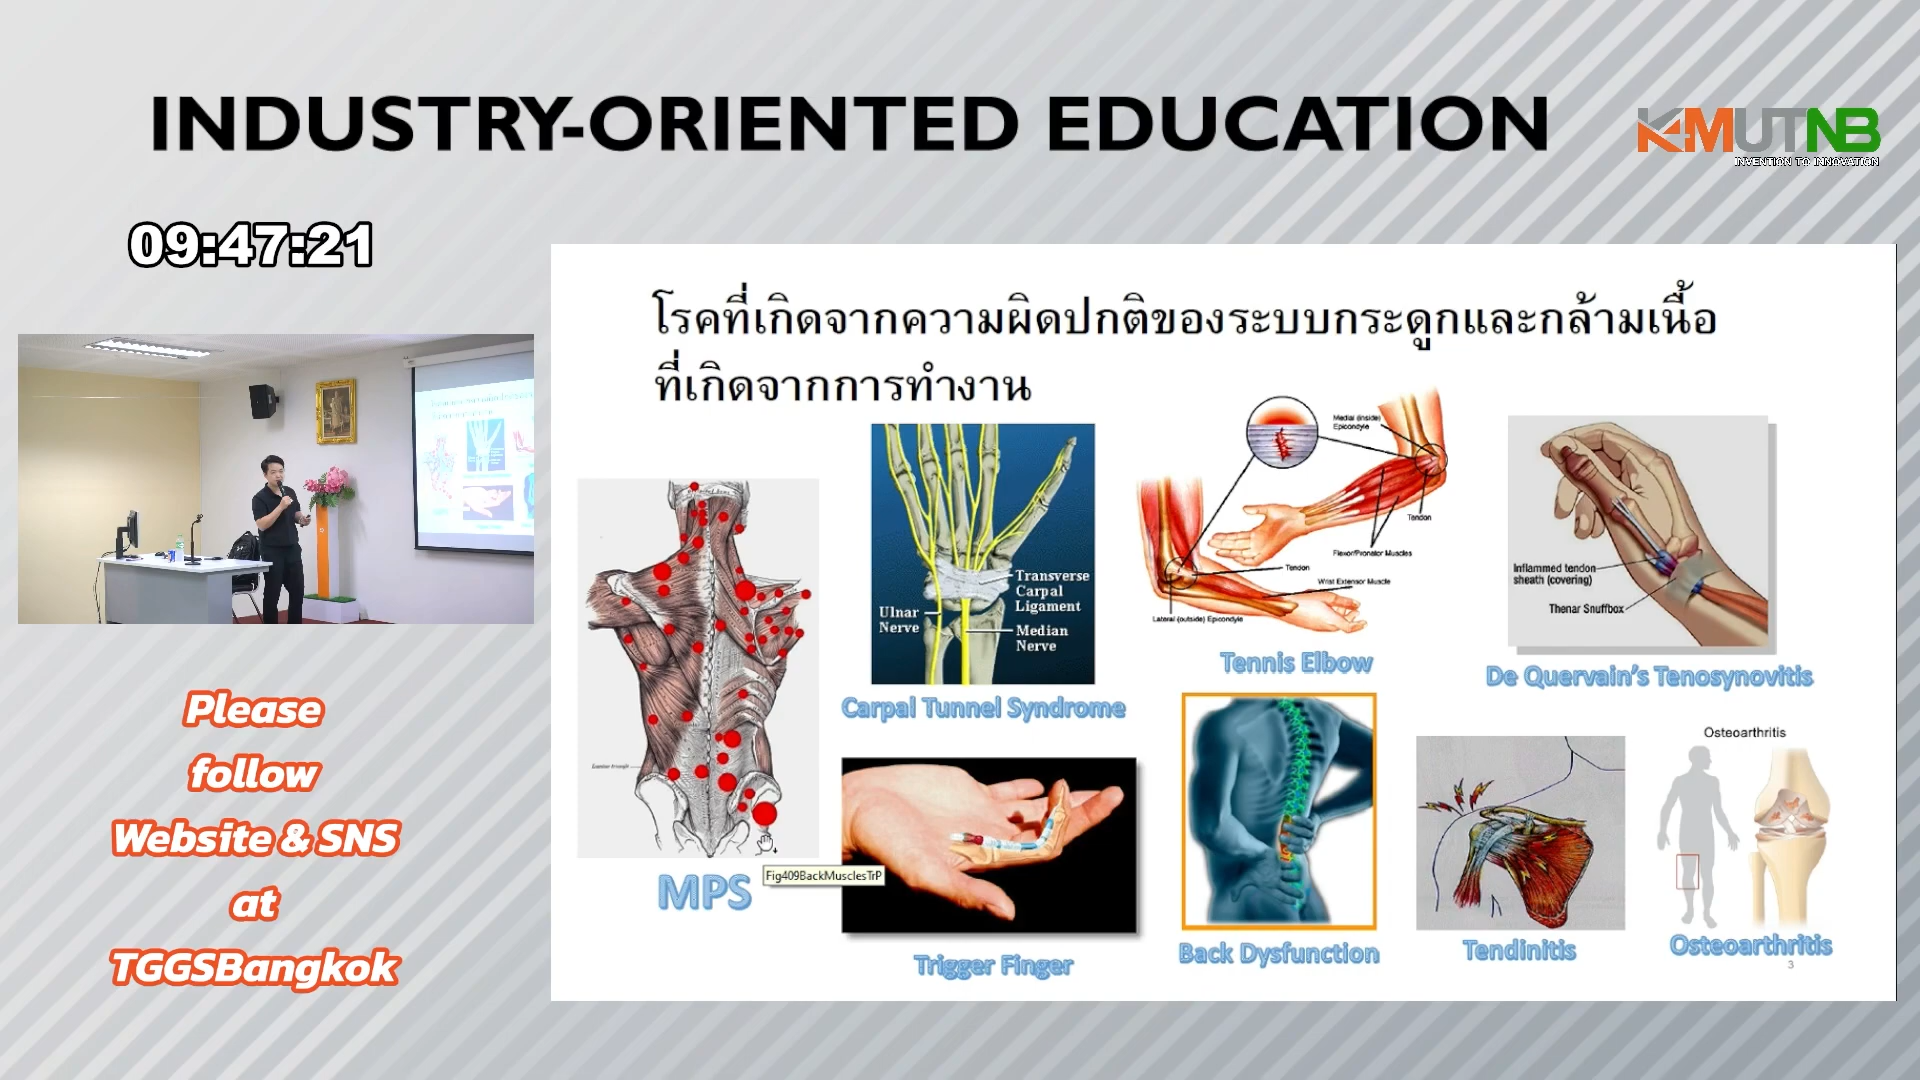 INDUSTRY-ORIENTED EDUCATION
KMUTNB
INVENTION TO INNOVATION
09:47:21
โรคที่เกิดจากความผิดปกติของระบบกระดูกและกล้ามเนื้อ
ที่เกิดจากการทำงาน
Transverse
Carpal
Ligament
Ulnar
Nerve
Median
Nerve
Carpal Tunnel Syndrome
Medial (inside)
Epicondyle
Tendon
Flexor/Pronator Muscles
Tendon
Wrist Extensor Muscle
Lateral (outside) Epicondyle
Tennis Elbow
Inflammed tendon
sheath (covering)
Thenar Snuffbox
De Quervain's Tenosynovitis
MPS
Fig409BackMusclesTrP
Trigger Finger
Back Dysfunction
Tendinitis
Osteoarthritis
Osteoarthritis
3
Please
follow
Website & SNS
at
TGGSBangkok